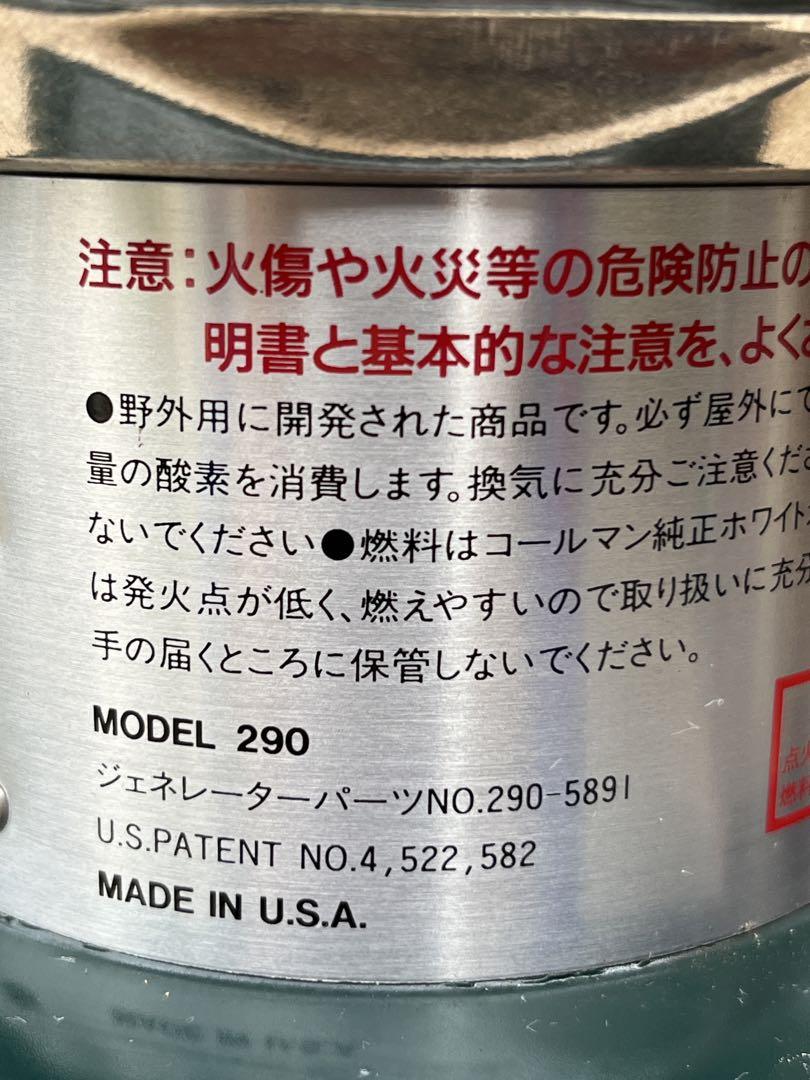 注意：火傷や火災等の危険防止の
明書と基本的な注意を、よく
●野外用に開発された商品です。必ず屋外にて
量の酸素を消費します。換気に充分ご注意くださ
ないでください●燃料はコールマン純正ホワイト
は発火点が低く、燃えやすいので取り扱いに充分
手の届くところに保管しないでください。
MODEL 290
ジェネレーターパーツNO.290-5891
U.S.PATENT NO.4,522,582
MADE IN U.S.A.
点火
燃料